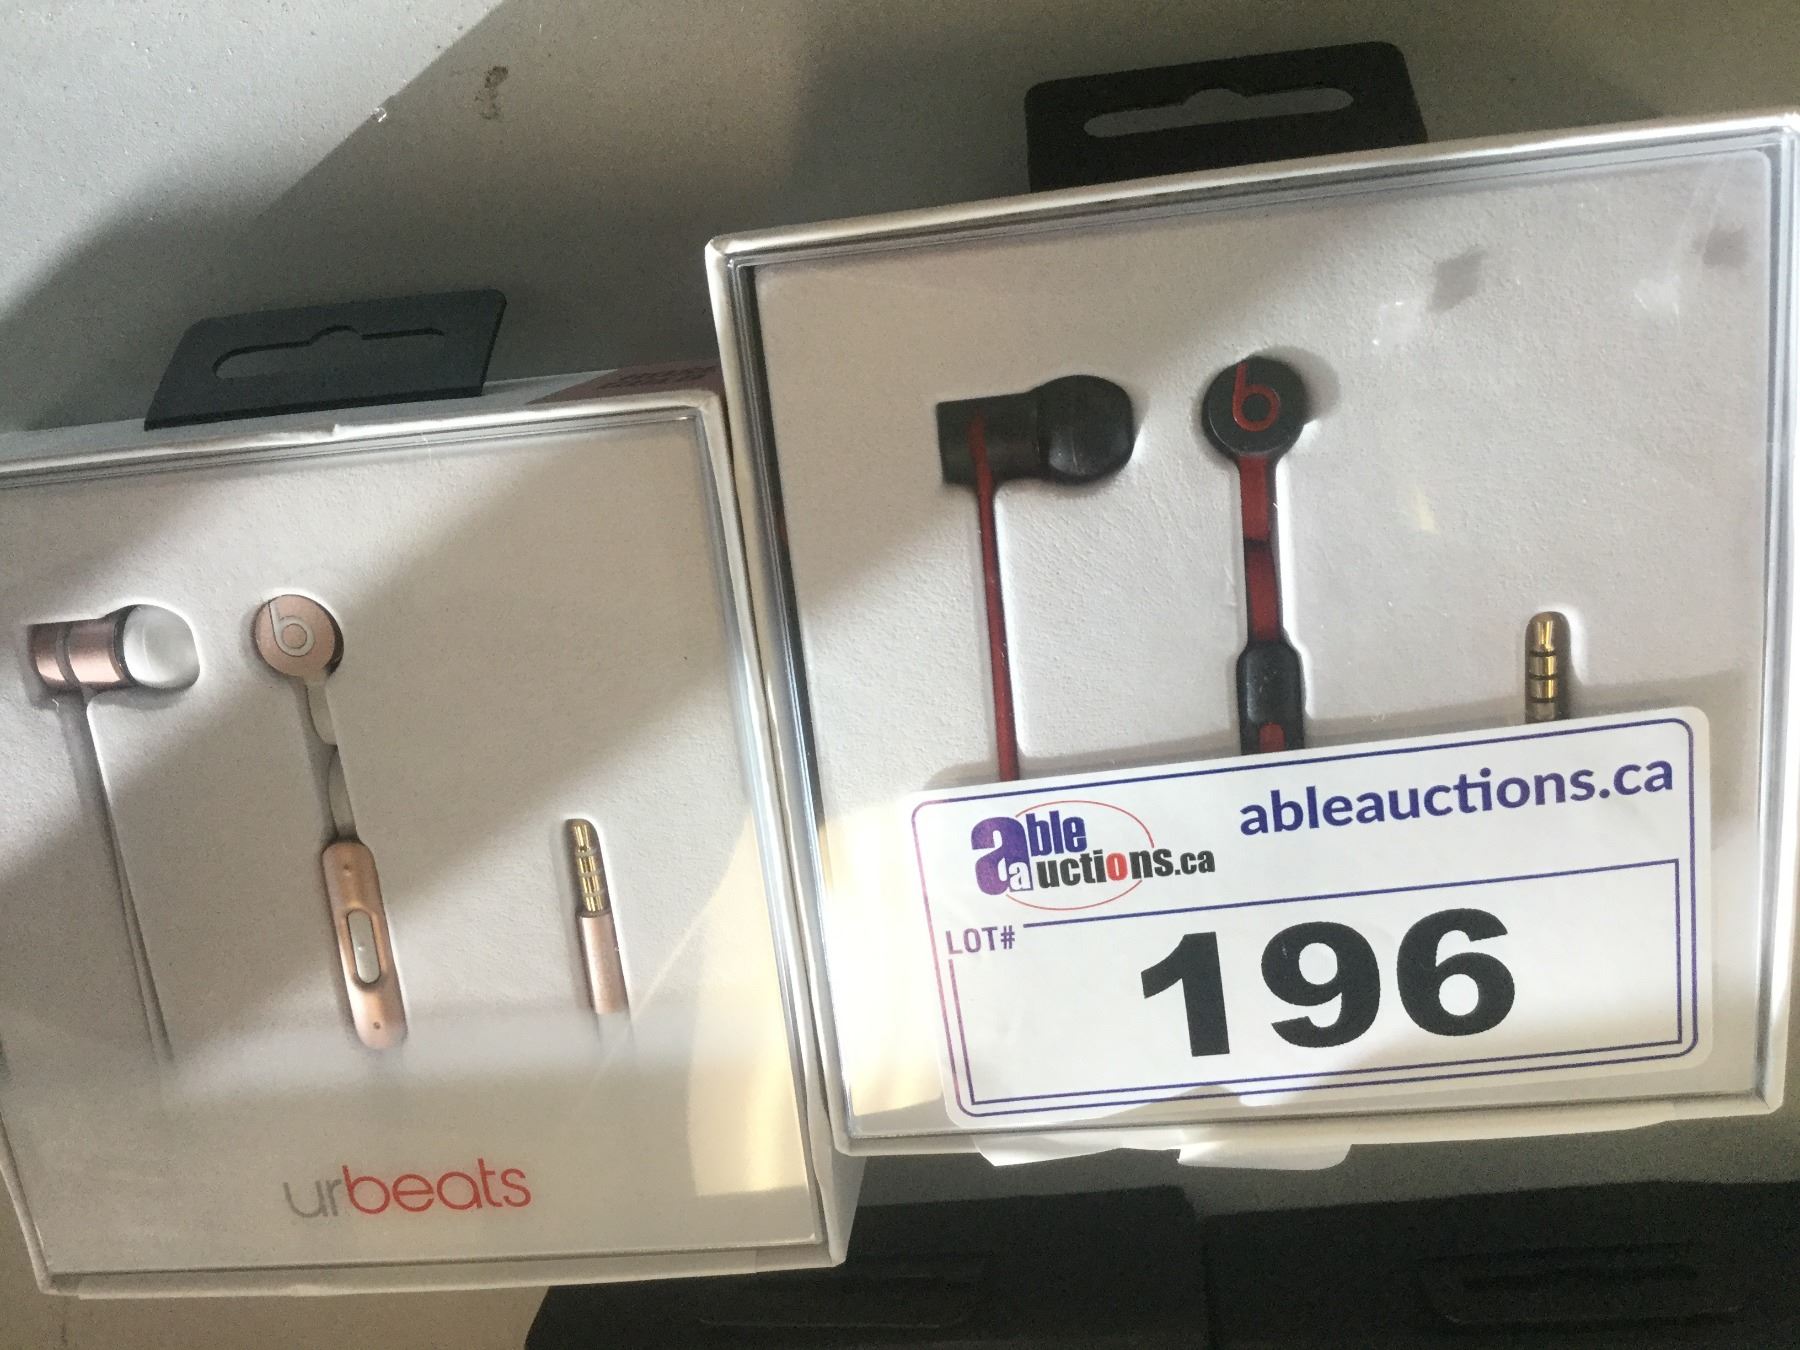 able
auctions.ca
ableauctions.ca
LOT#
196
urbeats